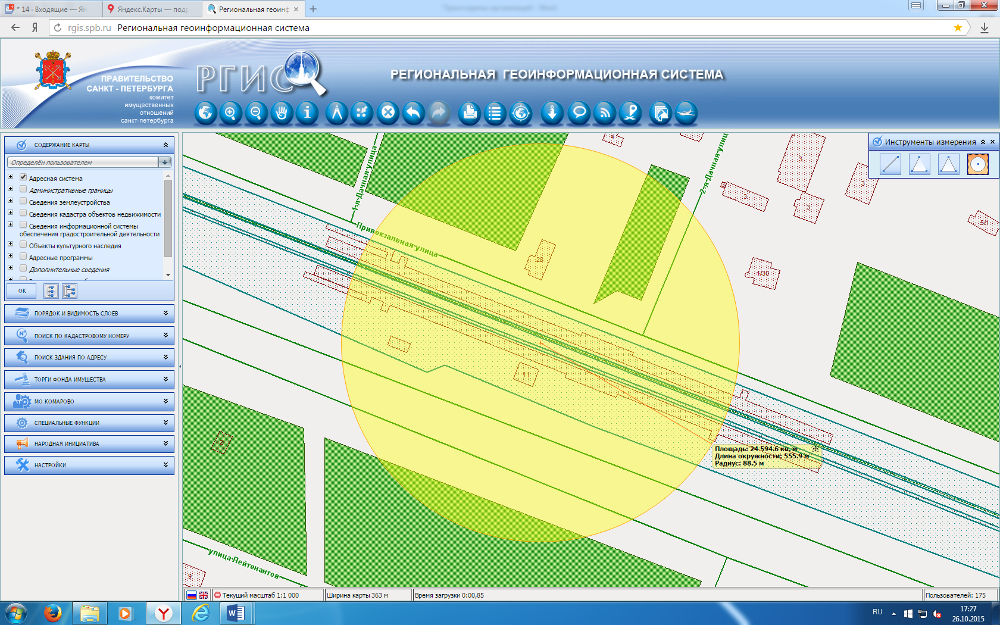 * 14 · Входящие — Ян
Яндекс.Карты — подр
Региональная геоинф
rgis.spb.ru Региональная геоинформационная система
ПРАВИТЕЛЬСТВО
САНКТ - ПЕТЕРБУРГА
комитет
имущественных
отношений
санкт-петербурга
РГИС
РЕГИОНАЛЬНАЯ ГЕОИНФОРМАЦИОННАЯ СИСТЕМА
СОДЕРЖАНИЕ КАРТЫ
Определён пользователем
Адресная система
Административные границы
Сведения землеустройства
Сведения кадастра объектов недвижимости
Сведения информационной системы
обеспечения градостроительной деятельности
Объекты культурного наследия
Адресные программы
Дополнительные сведения
ОК
ПОРЯДОК И ВИДИМОСТЬ СЛОЕВ
ПОИСК ПО КАДАСТРОВОМУ НОМЕРУ
ПОИСК ЗДАНИЯ ПО АДРЕСУ
ТОРГИ ФОНДА ИМУЩЕСТВА
МО КОМАРОВО
СПЕЦИАЛЬНЫЕ ФУНКЦИИ
НАРОДНАЯ ИНИЦИАТИВА
НАСТРОЙКИ
Инструменты измерения
1-я Дачная улица
2-я Дачная улица
Привокзальная улица
4
3
3
3
3
3
5/1
28
1/30
11
2
9
улица Лейтенантов
Площадь: 24 594.6 кв. м
Длина окружности: 555.9 м
Радиус: 88.5 м
Текущий масштаб 1:1 000
Ширина карты 363 м
Время загрузки 0:00,85
Пользователей: 175
RU
17:27
26.10.2015